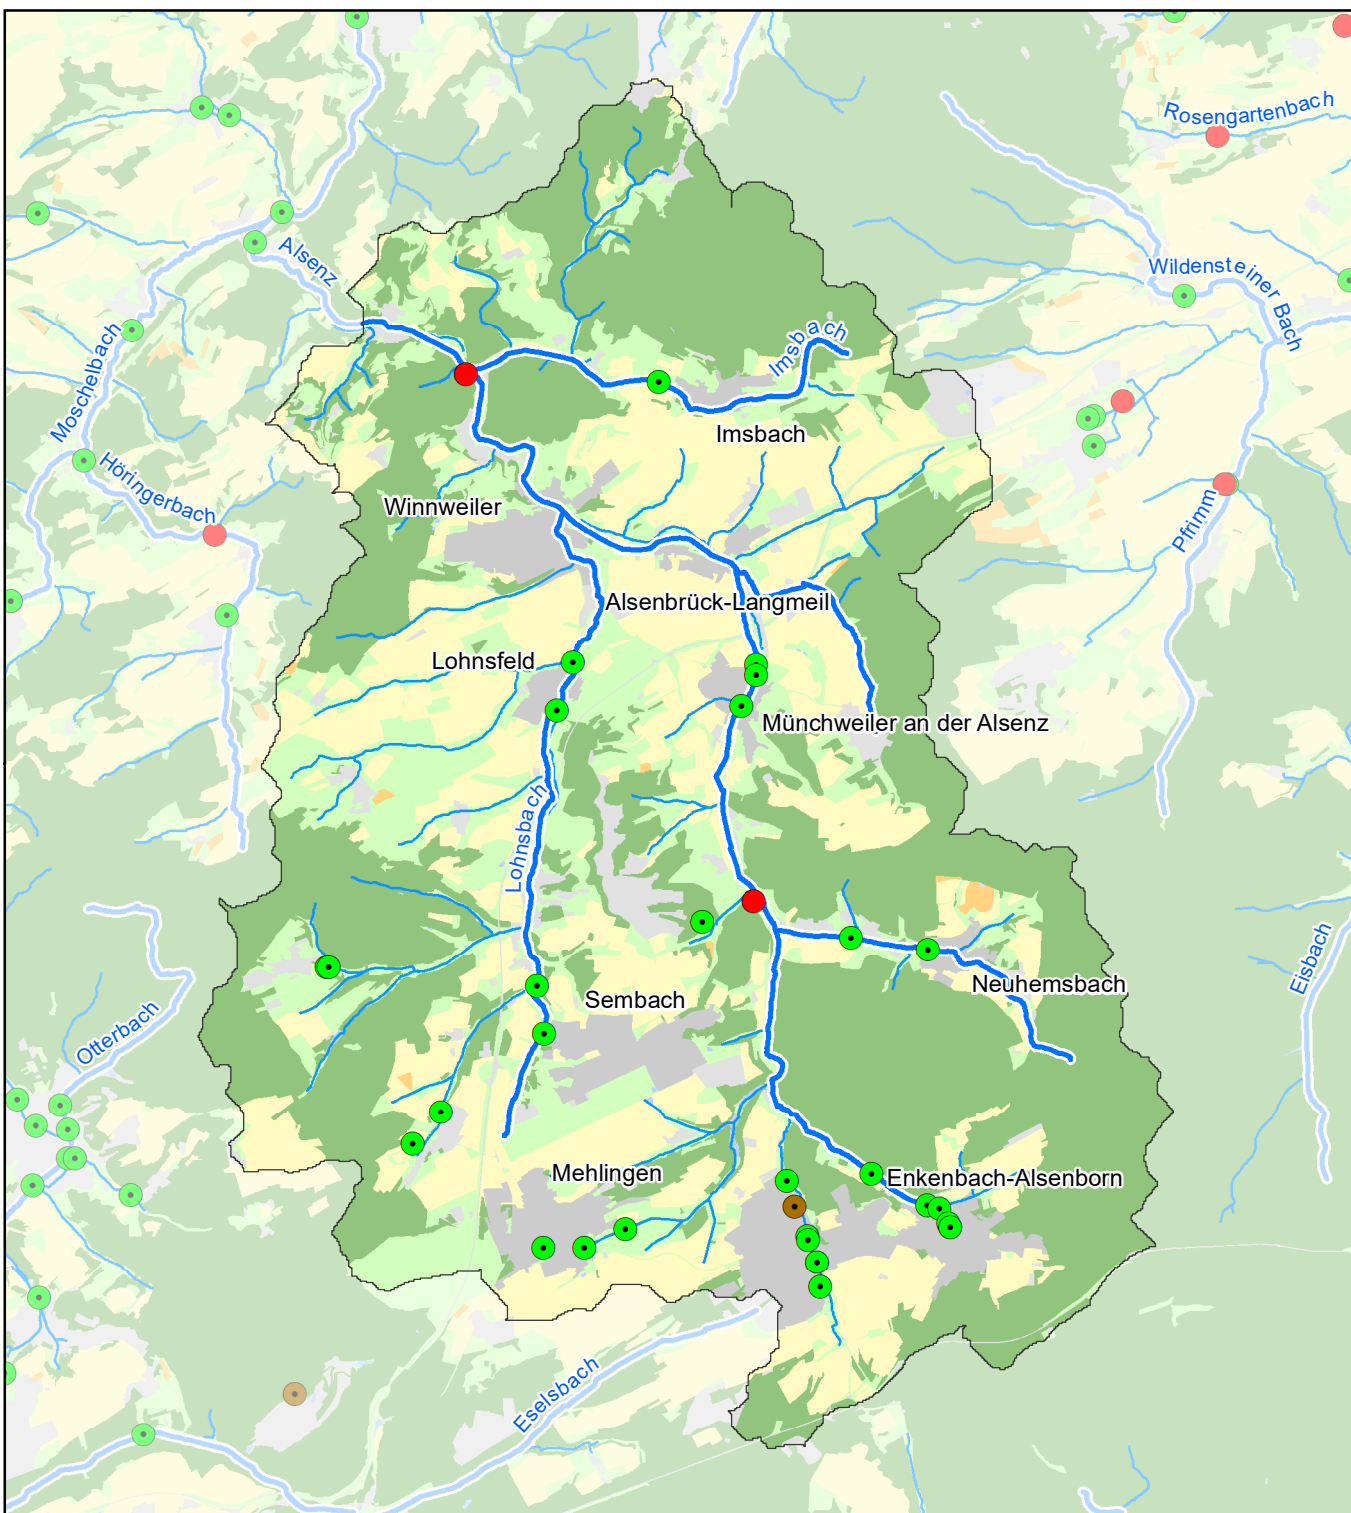 Rosengartenbach
Alsenz
Wildensteiner Bach
Imsbach
Moschelbach
Imsbach
Höringerbach
Winnweiler
Pfrimm
Alsenbrück-Langmeil
Lohnsfeld
Münchweiler an der Alsenz
Lohnsbach
Eisbach
Neuhemsbach
Sembach
Otterbach
Mehlingen
Enkenbach-Alsenborn
Eselsbach